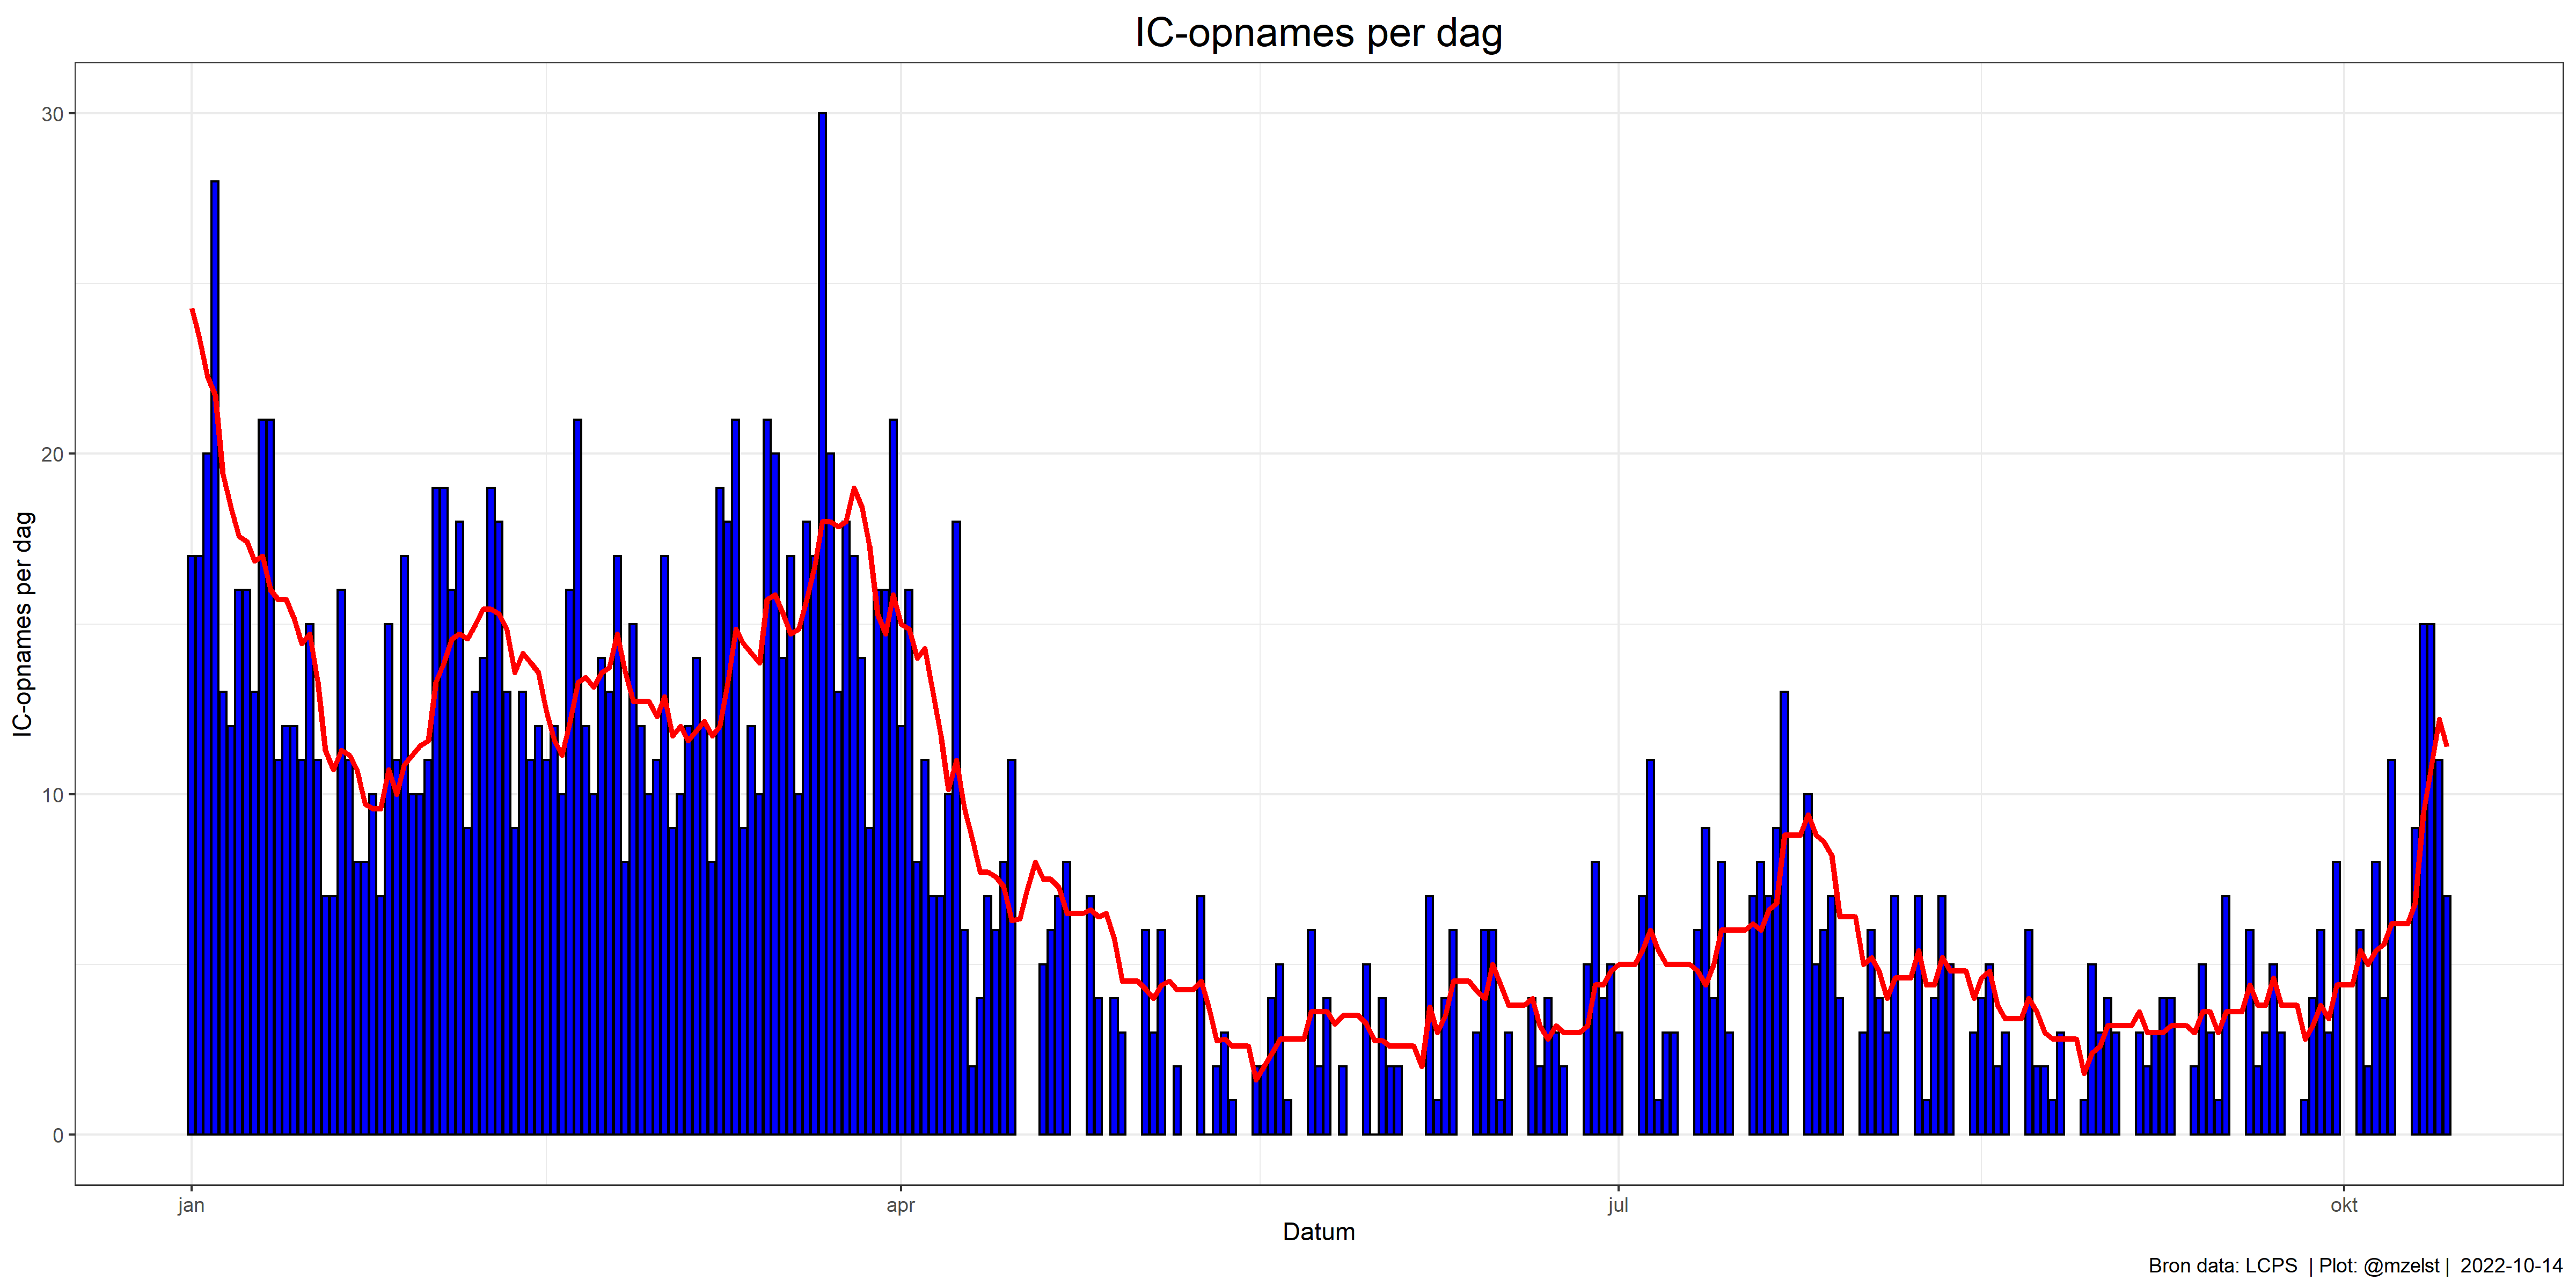 IC-opnames per dag
30
20
10
0
IC-opnames per dag
jan apr jul okt
Datum
Bron data: LCPS | Plot: @mzelst | 2022-10-14